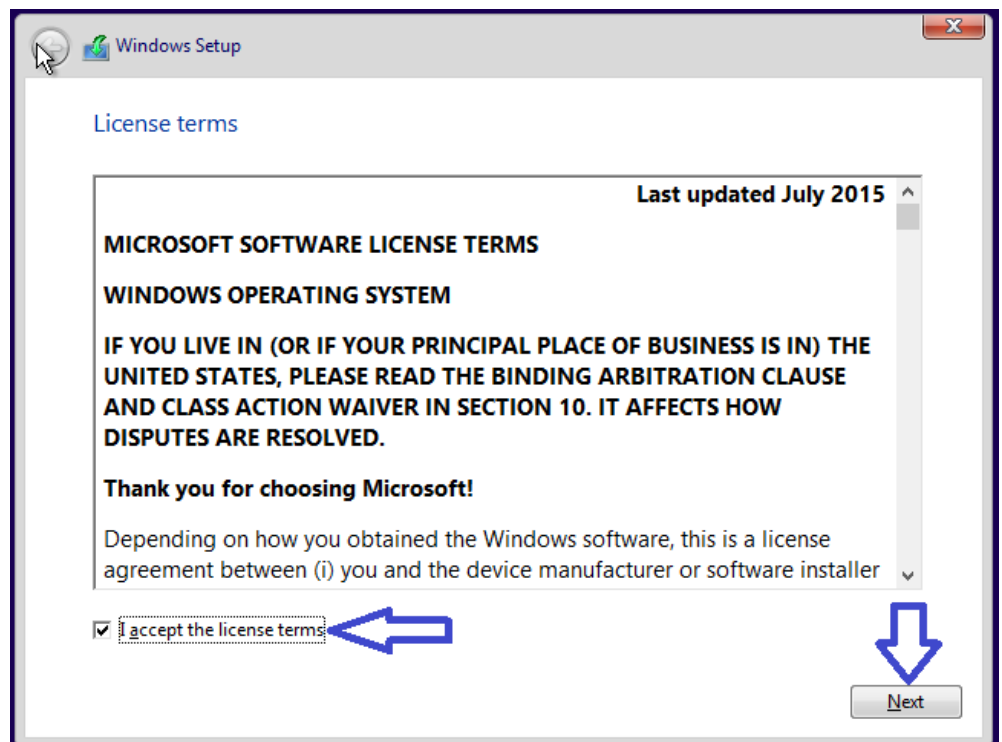 Windows Setup
License terms
Last updated July 2015
MICROSOFT SOFTWARE LICENSE TERMS
WINDOWS OPERATING SYSTEM
IF YOU LIVE IN (OR IF YOUR PRINCIPAL PLACE OF BUSINESS IS IN) THE
UNITED STATES, PLEASE READ THE BINDING ARBITRATION CLAUSE
AND CLASS ACTION WAIVER IN SECTION 10. IT AFFECTS HOW
DISPUTES ARE RESOLVED.
Thank you for choosing Microsoft!
Depending on how you obtained the Windows software, this is a license
agreement between (i) you and the device manufacturer or software installer
I accept the license terms
Next